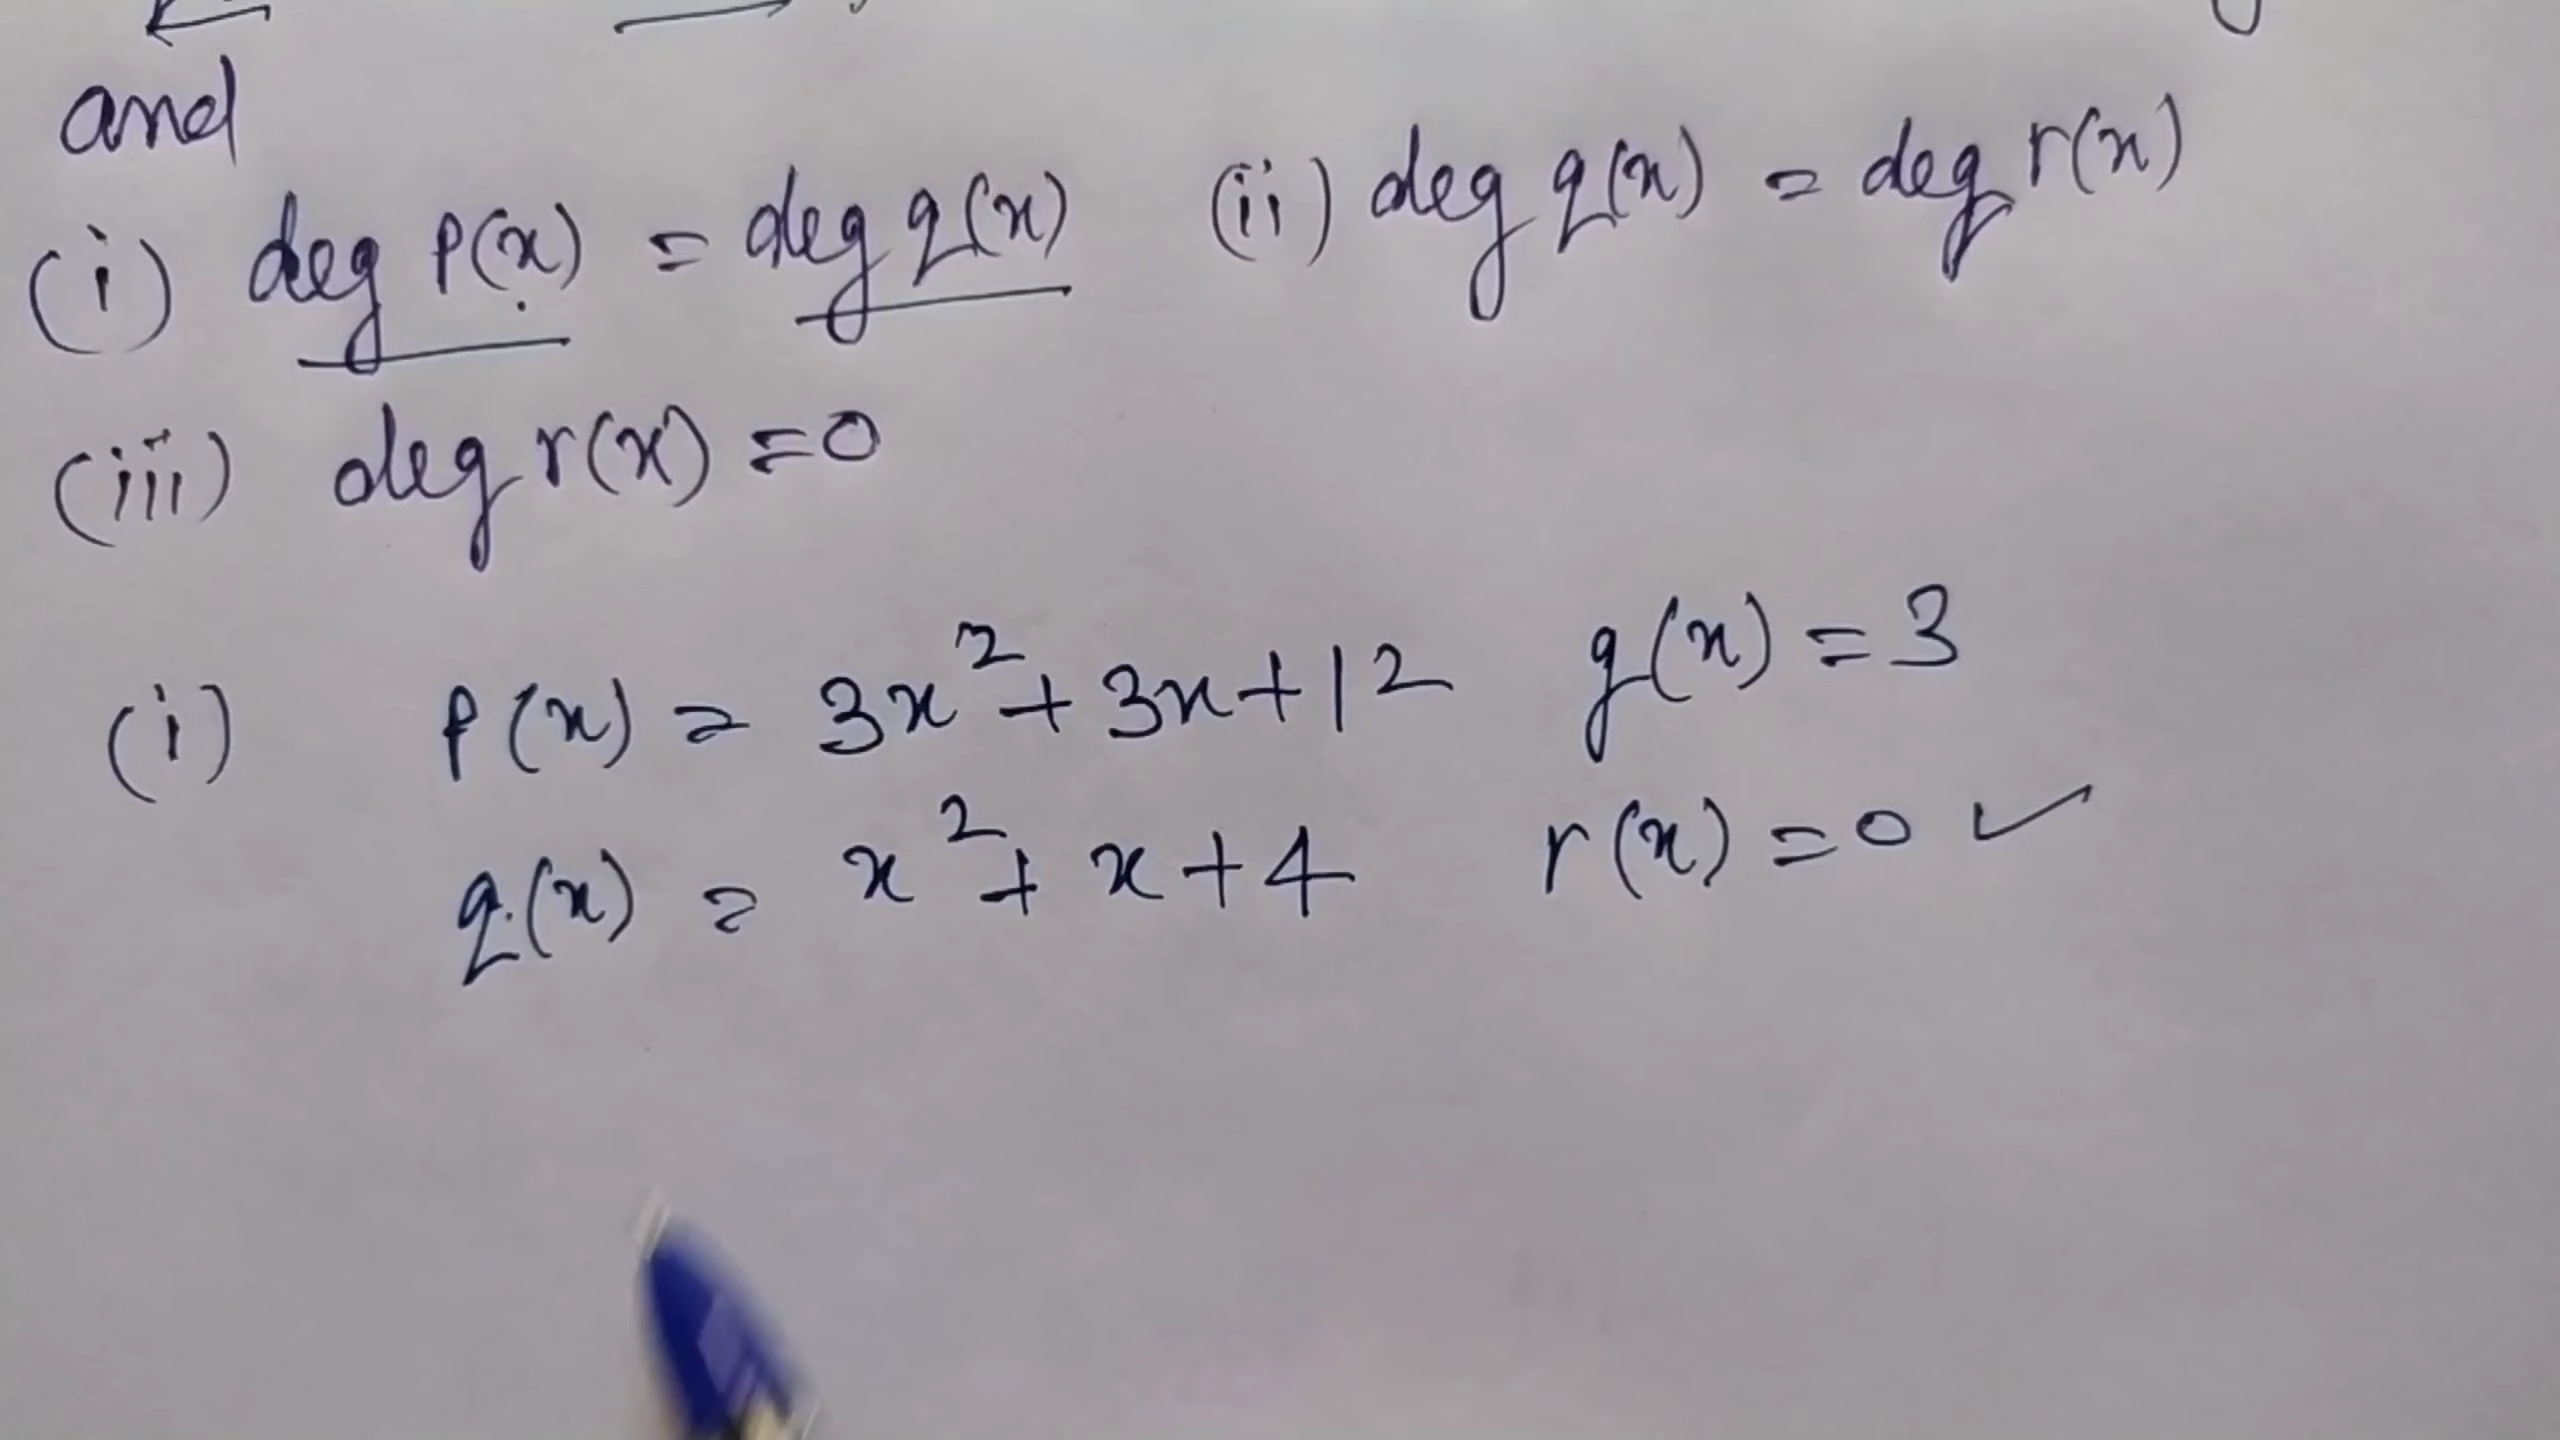 and
(i) deg p(x) = deg q(x) (ii) deg q(x) = deg r(x)
(iii) deg r(x) = 0
(i) p(x) = 3x² + 3x + 12 g(x) = 3
q(x) = x² + x + 4 r(x) = 0 ✓